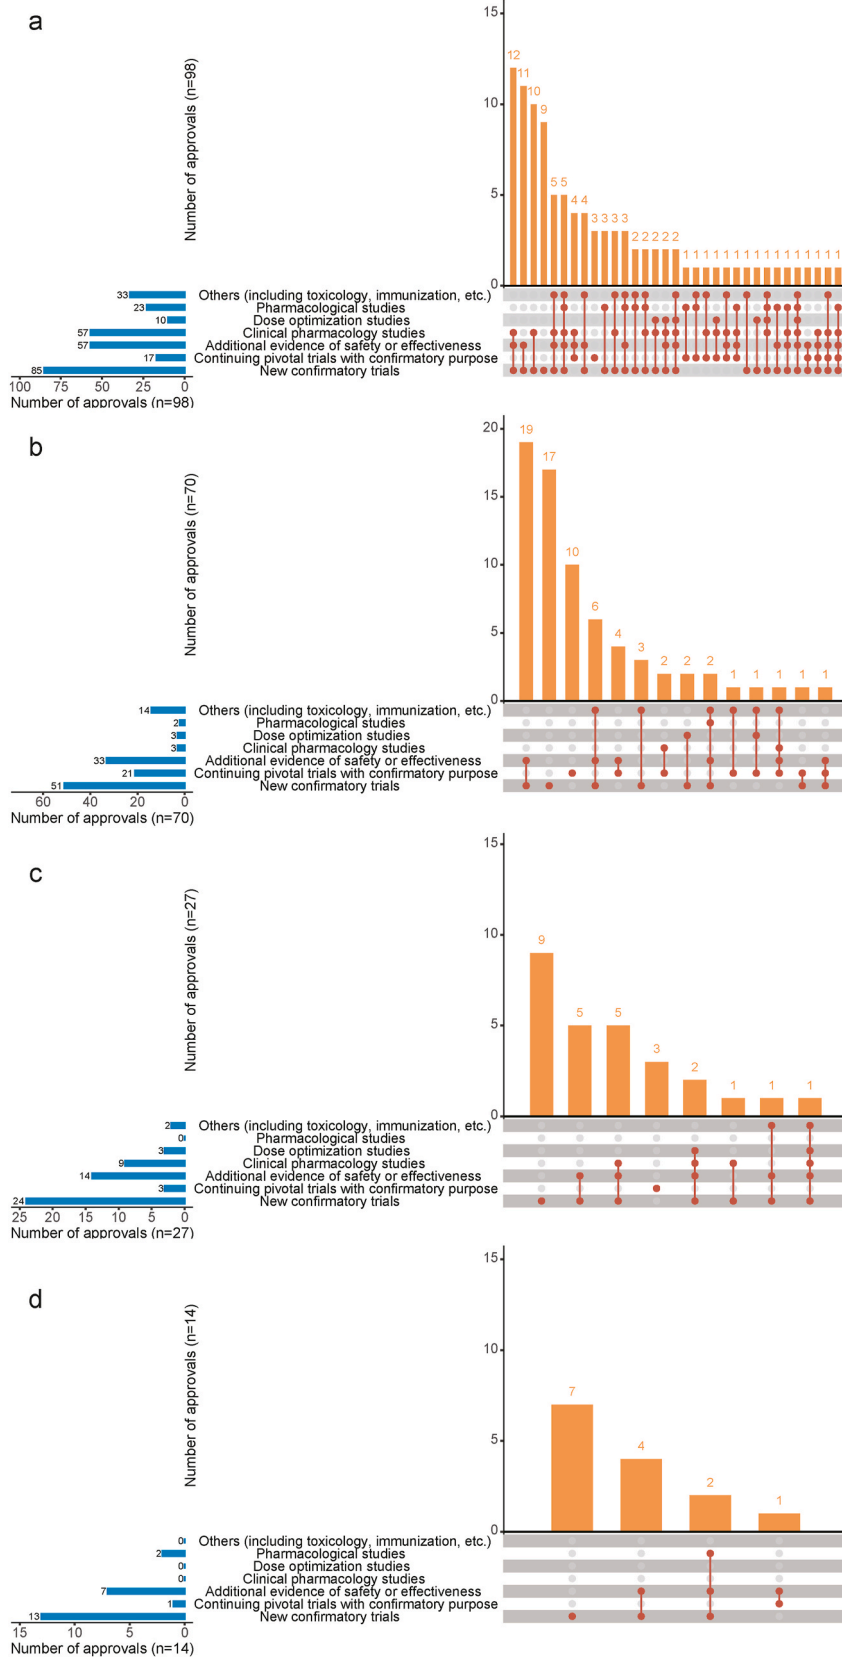 a
Number of approvals (n=98)
15
10
5
0
12 11 10 9 5 5 4 4 3 3 3 3 2 2 2 2 2 1 1 1 1 1 1 1 1 1 1 1 1 1 1 1 1
33 Others (including toxicology, immunization, etc.)
23 Pharmacological studies
10 Dose optimization studies
57 Clinical pharmacology studies
57 Additional evidence of safety or effectiveness
17 Continuing pivotal trials with confirmatory purpose
85 New confirmatory trials
100 75 50 25 0
Number of approvals (n=98)
b
Number of approvals (n=70)
20
15
10
5
0
19 17 10 6 4 3 2 2 2 1 1 1 1 1
14 Others (including toxicology, immunization, etc.)
2 Pharmacological studies
3 Dose optimization studies
3 Clinical pharmacology studies
33 Additional evidence of safety or effectiveness
21 Continuing pivotal trials with confirmatory purpose
51 New confirmatory trials
60 40 20 0
Number of approvals (n=70)
c
Number of approvals (n=27)
15
10
5
0
9 5 5 3 2 1 1 1
2 Others (including toxicology, immunization, etc.)
0 Pharmacological studies
3 Dose optimization studies
9 Clinical pharmacology studies
14 Additional evidence of safety or effectiveness
3 Continuing pivotal trials with confirmatory purpose
24 New confirmatory trials
25 20 15 10 5 0
Number of approvals (n=27)
d
Number of approvals (n=14)
15
10
5
0
7 4 2 1
0 Others (including toxicology, immunization, etc.)
2 Pharmacological studies
0 Dose optimization studies
0 Clinical pharmacology studies
7 Additional evidence of safety or effectiveness
1 Continuing pivotal trials with confirmatory purpose
13 New confirmatory trials
15 10 5 0
Number of approvals (n=14)